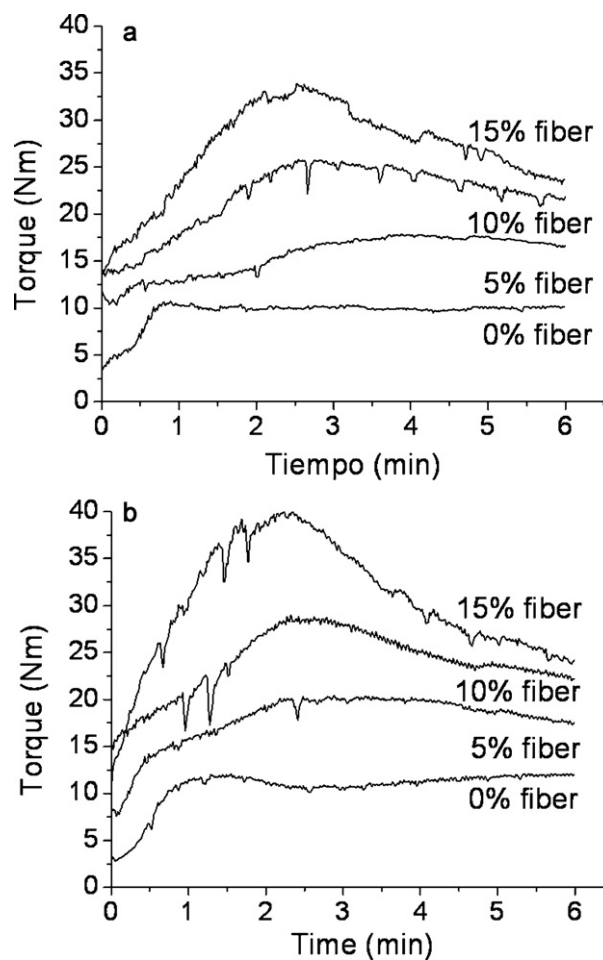 a
40
35
30
25
20
15
10
5
0
Torque (Nm)
15% fiber
10% fiber
5% fiber
0% fiber
0 1 2 3 4 5 6
Tiempo (min)
b
40
35
30
25
20
15
10
5
0
Torque (Nm)
15% fiber
10% fiber
5% fiber
0% fiber
0 1 2 3 4 5 6
Time (min)